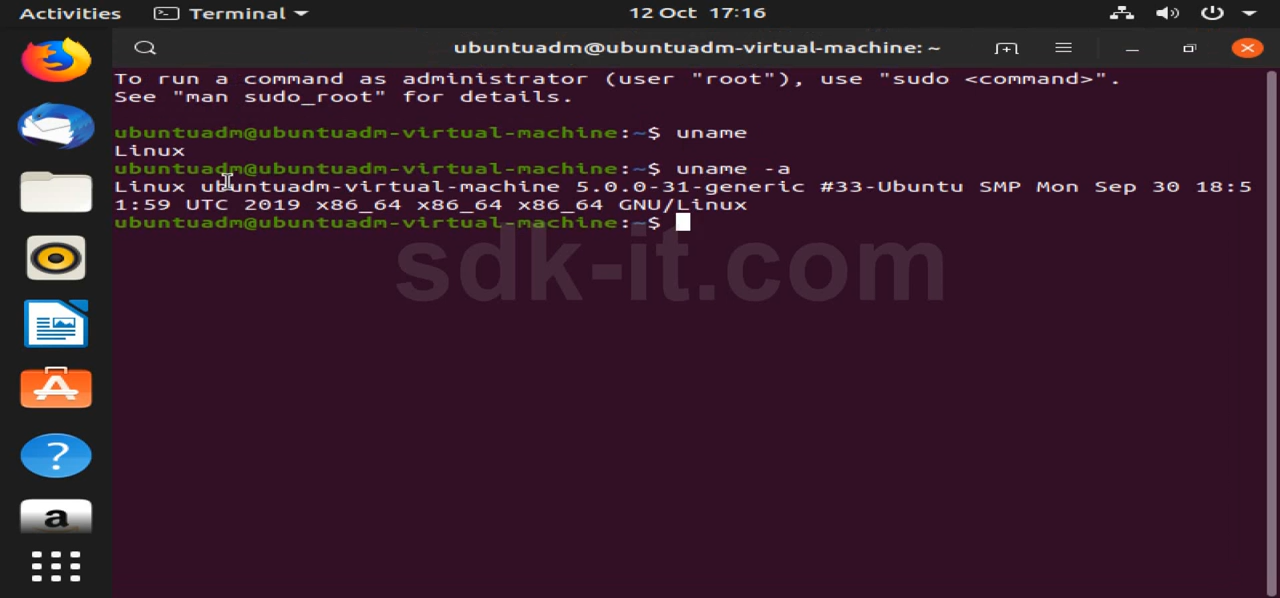 Activities Terminal 12 Oct 17:16
ubuntuadm@ubuntuadm-virtual-machine: ~
To run a command as administrator (user "root"), use "sudo <command>".
See "man sudo_root" for details.
ubuntuadm@ubuntuadm-virtual-machine:~$ uname
Linux
ubuntuadm@ubuntuadm-virtual-machine:~$ uname -a
Linux ubuntuadm-virtual-machine 5.0.0-31-generic #33-Ubuntu SMP Mon Sep 30 18:5
1:59 UTC 2019 x86_64 x86_64 x86_64 GNU/Linux
ubuntuadm@ubuntuadm-virtual-machine:~$
sdk-it.com
A
?
a